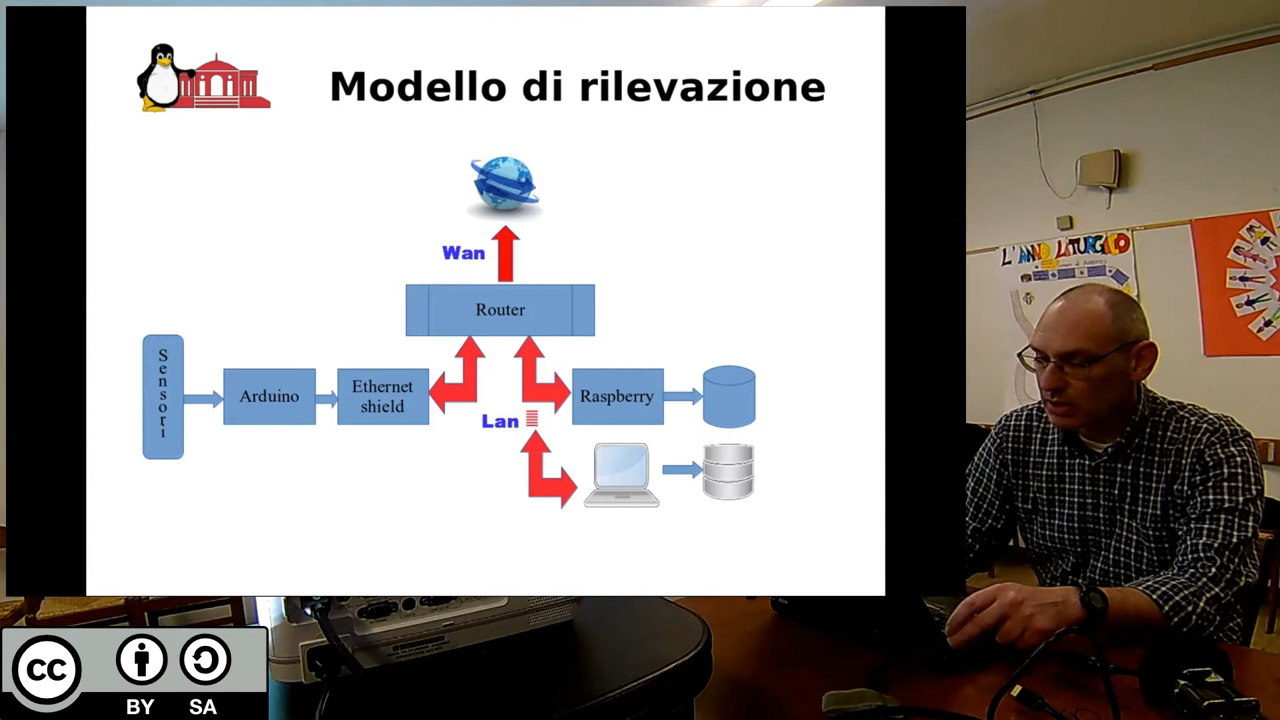 Modello di rilevazione
Wan
Router
Sensori
Arduino
Ethernet
shield
Raspberry
Lan
L'ANNO LITURGICO
cc
BY SA